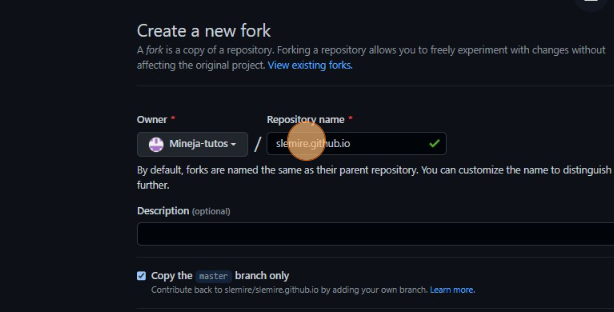 Create a new fork
A fork is a copy of a repository. Forking a repository allows you to freely experiment with changes without
affecting the original project. View existing forks.
Owner *
Repository name *
Mineja-tutos
/
slemire.github.io
By default, forks are named the same as their parent repository. You can customize the name to distinguish
further.
Description (optional)
Copy the master branch only
Contribute back to slemire/slemire.github.io by adding your own branch. Learn more.